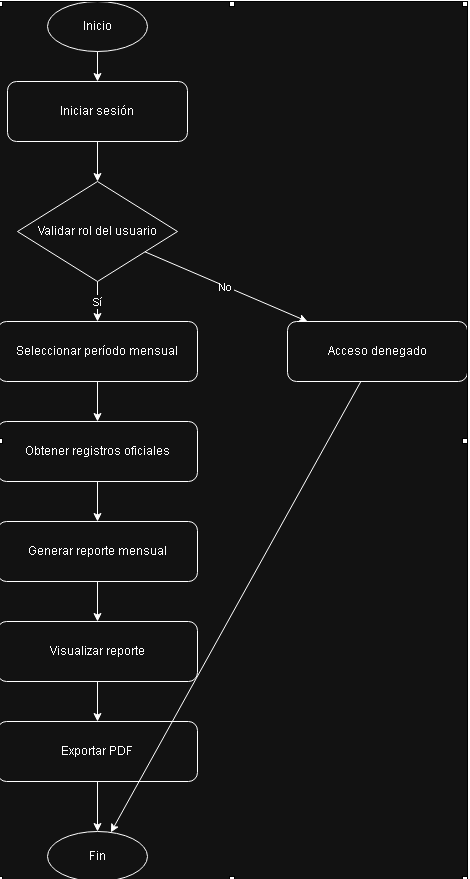 Inicio
Iniciar sesión
Validar rol del usuario
No
Sí
Seleccionar período mensual
Acceso denegado
Obtener registros oficiales
Generar reporte mensual
Visualizar reporte
Exportar PDF
Fin